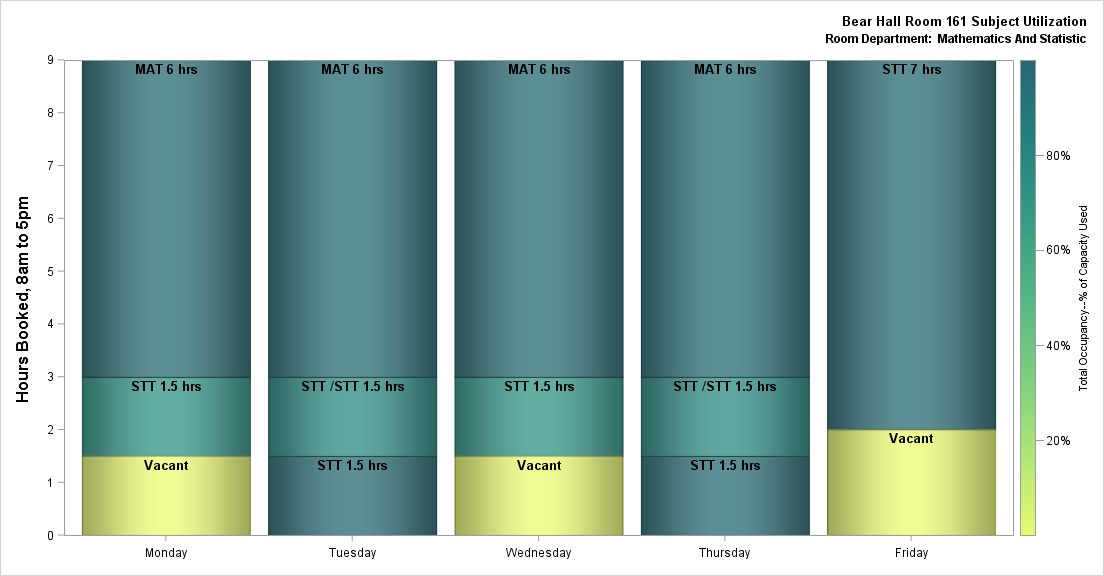 Bear Hall Room 161 Subject Utilization
Room Department: Mathematics And Statistic
Hours Booked, 8am to 5pm
9
8
7
6
5
4
3
2
1
0
MAT 6 hrs
STT 1.5 hrs
Vacant
MAT 6 hrs
STT /STT 1.5 hrs
STT 1.5 hrs
MAT 6 hrs
STT 1.5 hrs
Vacant
MAT 6 hrs
STT /STT 1.5 hrs
STT 1.5 hrs
STT 7 hrs
Vacant
Monday
Tuesday
Wednesday
Thursday
Friday
80%
60%
40%
20%
Total Occupancy--% of Capacity Used